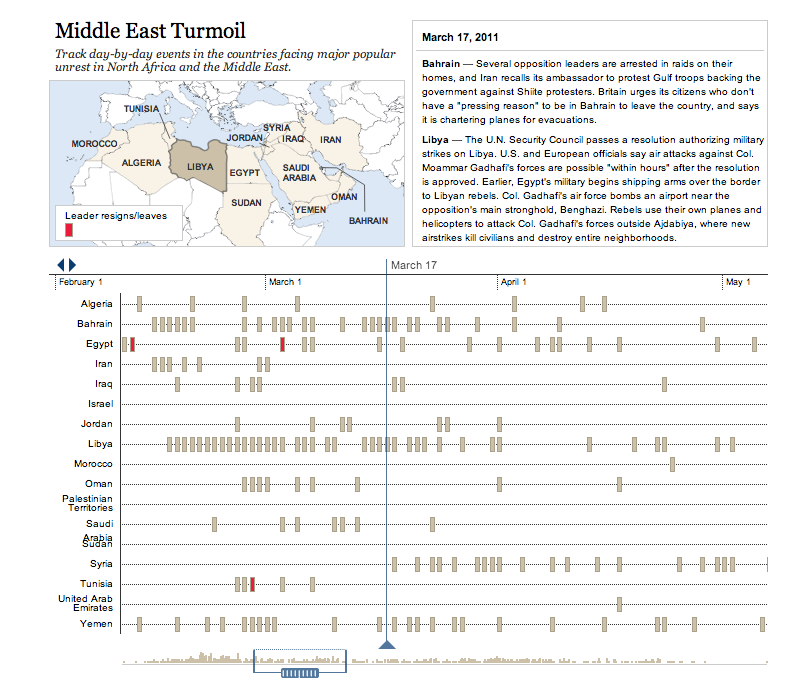 Middle East Turmoil
Track day-by-day events in the countries facing major popular
unrest in North Africa and the Middle East.
TUNISIA
MOROCCO
ALGERIA
LIBYA
EGYPT
SUDAN
JORDAN
SYRIA
IRAQ
IRAN
SAUDI
ARABIA
OMAN
YEMEN
BAHRAIN
Leader resigns/leaves
March 17, 2011
Bahrain — Several opposition leaders are arrested in raids on their
homes, and Iran recalls its ambassador to protest Gulf troops backing the
government against Shiite protesters. Britain urges its citizens who don't
have a "pressing reason" to be in Bahrain to leave the country, and says
it is chartering planes for evacuations.
Libya — The U.N. Security Council passes a resolution authorizing military
strikes on Libya. U.S. and European officials say air attacks against Col.
Moammar Gadhafi's forces are possible "within hours" after the resolution
is approved. Earlier, Egypt's military begins shipping arms over the border
to Libyan rebels. Col. Gadhafi's air force bombs an airport near the
opposition's main stronghold, Benghazi. Rebels use their own planes and
helicopters to attack Col. Gadhafi's forces outside Ajdabiya, where new
airstrikes kill civilians and destroy entire neighborhoods.
March 17
February 1
March 1
April 1
May 1
Algeria
Bahrain
Egypt
Iran
Iraq
Israel
Jordan
Libya
Morocco
Oman
Palestinian
Territories
Saudi
Arabia
Sudan
Syria
Tunisia
United Arab
Emirates
Yemen